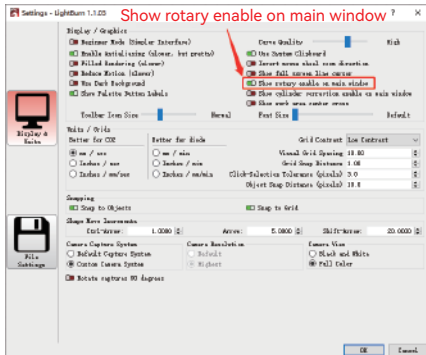 Settings - LightBurn 1.1.03
Show rotary enable on main window
? ×
Display / Graphics
Beginner Mode (Simpler Interface)
Enable Antialiasing (slower, but pretty)
Filled Rendering (slower)
Reduce Motion (slower)
Use Dark Background
Show Palette Button Labels
Curve Quality
High
Use System Clipboard
Invert mouse wheel zoom direction
Show full screen line cursor
Show rotary enable on main window
Show cylinder correction enable on main window
Show work area center cross
Toolbar Icon Size
Normal
Font Size
Default
Display &
Units
Units / Grids
Better for CO2
Better for diode
mm / sec
mm / min
Inches / sec
Inches / min
Inches / mm/sec
Inches / mm/min
Grid Contrast Low Contrast
Visual Grid Spacing 10.00
Grid Snap Distance 1.00
Click-Selection Tolerance (pixels) 3.0
Object Snap Distance (pixels) 10.0
Snapping
Snap to Objects
Snap to Grid
Shape Move Increments
Ctrl-Arrow: 1.0000
Arrow: 5.0000
Shift-Arrow: 20.0000
File
Settings
Camera Capture System
Default Capture System
Custom Camera System
Camera Resolution
Default
Highest
Camera View
Black and White
Full Color
Rotate captures 90 degrees
OK
Cancel